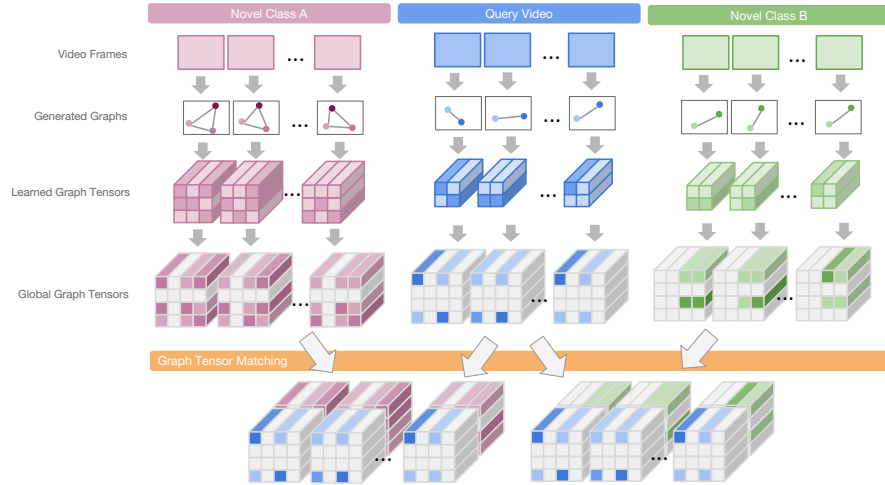 Novel Class A
Query Video
Novel Class B
Video Frames
...
...
...
Generated Graphs
...
...
...
Learned Graph Tensors
...
...
...
Global Graph Tensors
...
...
...
Graph Tensor Matching
...
...